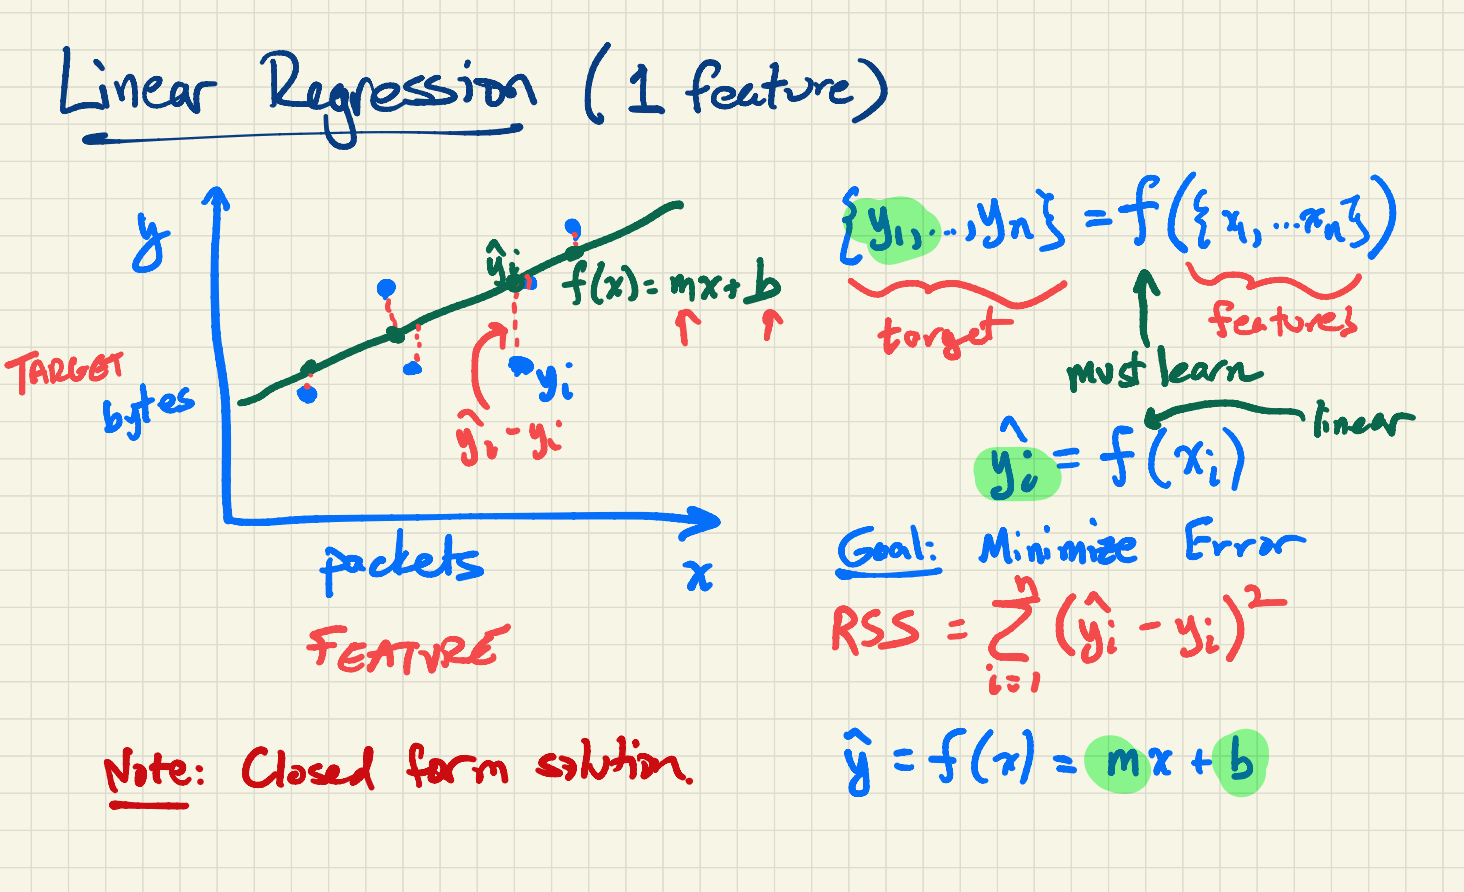 Linear Regression (1 feature)
y
TARGET
bytes
ŷi
f(x) = mx + b
yi
ŷi - yi
packets
x
FEATURE
Note: Closed form solution.
{y1, ..., yn} = f({x1, ...xn})
target
features
must learn
linear
ŷi = f(xi)
Goal: Minimize Error
RSS = ∑ i=1 n (ŷi - yi)²
ŷ = f(x) = mx + b